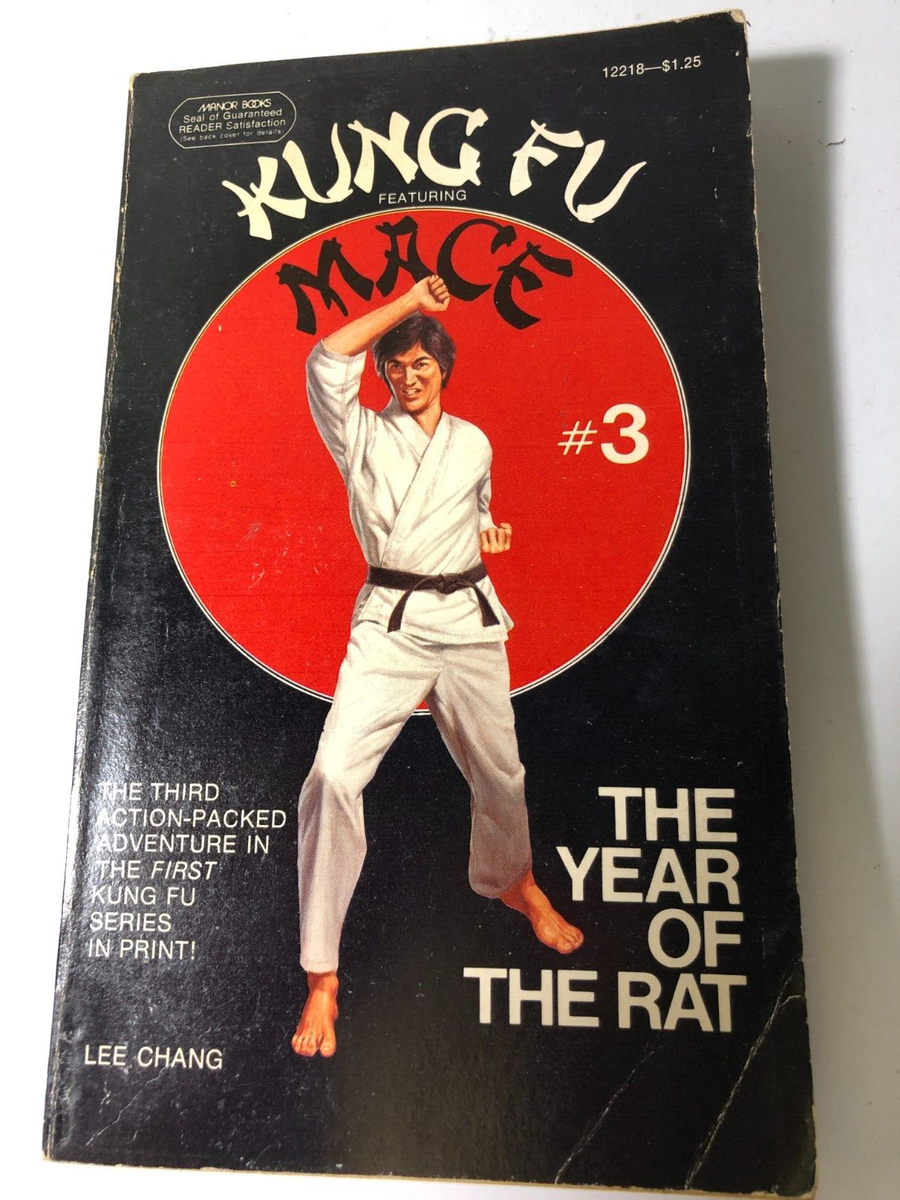 12218—$1.25
MANOR BOOKS
Seal of Guaranteed
READER Satisfaction
(See back cover for details)
KUNG FU
FEATURING
MACE
#3
THE THIRD
ACTION-PACKED
ADVENTURE IN
THE FIRST
KUNG FU
SERIES
IN PRINT!
THE
YEAR
OF
THE RAT
LEE CHANG